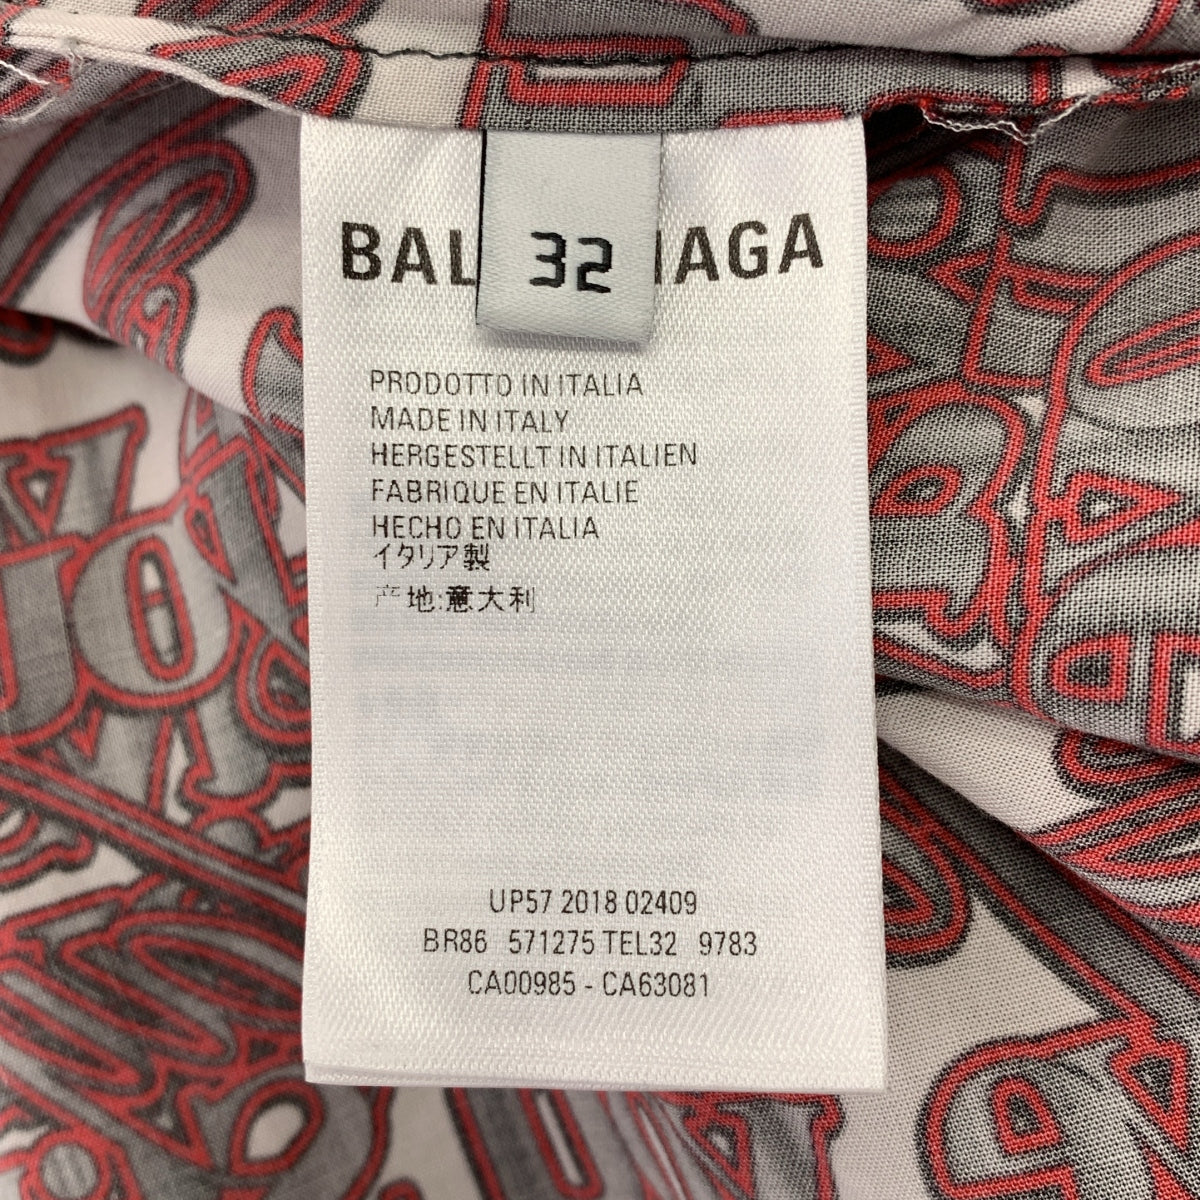 BAL 32 NAGA
PRODOTTO IN ITALIA
MADE IN ITALY
HERGESTELLT IN ITALIEN
FABRIQUE EN ITALIE
HECHO EN ITALIA
イタリア製
产地:意大利
UP57 2018 02409
BR86 571275 TEL32 9783
CA00985 - CA63081